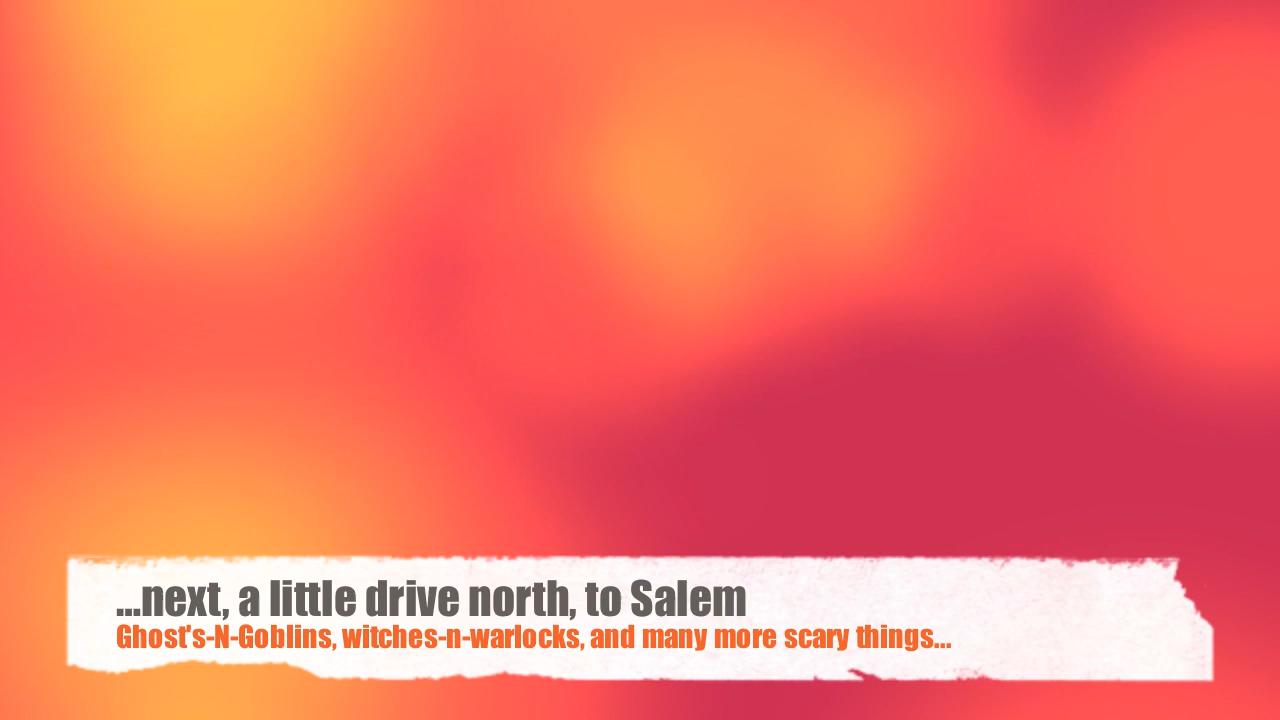 ...next, a little drive north, to Salem
Ghost's-N-Goblins, witches-n-warlocks, and many more scary things...